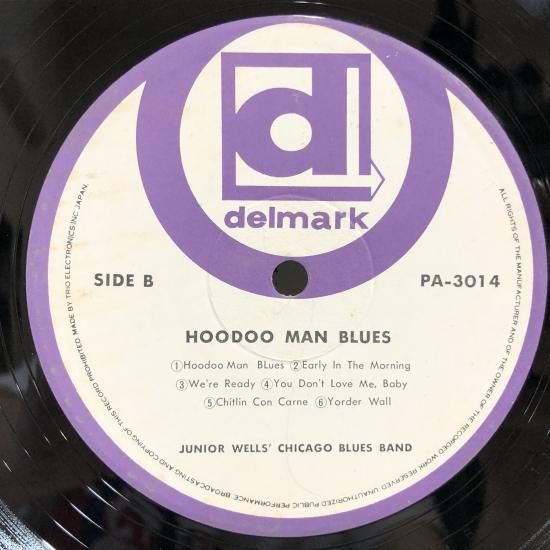 d
delmark
SIDE B
PA-3014
HOODOO MAN BLUES
①Hoodoo Man Blues ②Early In The Morning
③We're Ready ④You Don't Love Me, Baby
⑤Chitlin Con Carne ⑥Yorder Wall
JUNIOR WELLS' CHICAGO BLUES BAND
ALL RIGHTS OF THE MANUFACTURER AND OF THE OWNER OF THE RECORDED WORK RESERVED. UNAUTHORIZED PUBLIC PERFORMANCE BROADCASTING AND COPYING OF THIS RECORD PROHIBITED. MADE BY TRIO ELECTRONICS INC. JAPAN.